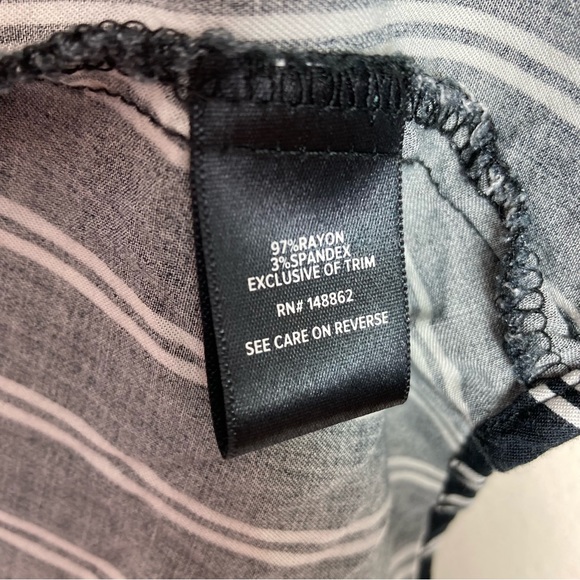 97%RAYON
3%SPANDEX
EXCLUSIVE OF TRIM
RN# 148862
SEE CARE ON REVERSE